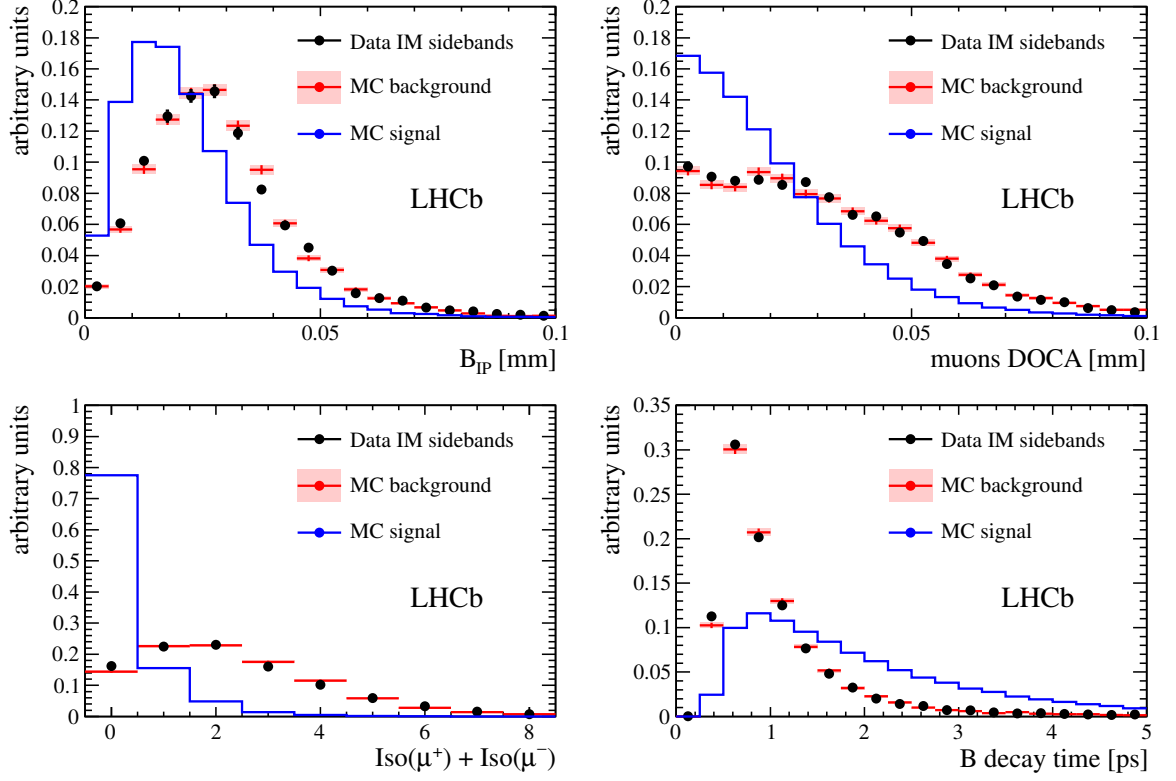 arbitrary units
0.2
0.18
0.16
0.14
0.12
0.1
0.08
0.06
0.04
0.02
0
Data IM sidebands
MC background
MC signal
LHCb
0 0.05 0.1
B_IP [mm]
arbitrary units
0.2
0.18
0.16
0.14
0.12
0.1
0.08
0.06
0.04
0.02
0
Data IM sidebands
MC background
MC signal
LHCb
0 0.05 0.1
muons DOCA [mm]
arbitrary units
1
0.9
0.8
0.7
0.6
0.5
0.4
0.3
0.2
0.1
0
Data IM sidebands
MC background
MC signal
LHCb
0 2 4 6 8
Iso(μ⁺) + Iso(μ⁻)
arbitrary units
0.35
0.3
0.25
0.2
0.15
0.1
0.05
0
Data IM sidebands
MC background
MC signal
LHCb
0 1 2 3 4 5
B decay time [ps]